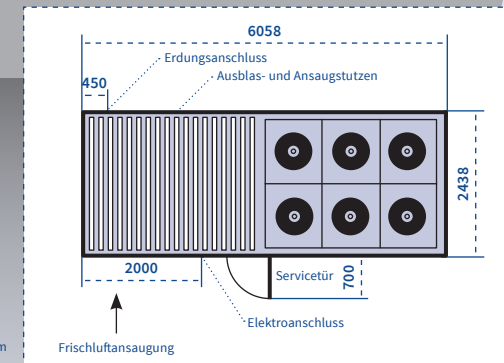 6058
Erdungsanschluss
Ausblas- und Ansaugstutzen
450
2438
2000
Servicetür
700
Elektroanschluss
Frischluftansaugung
m